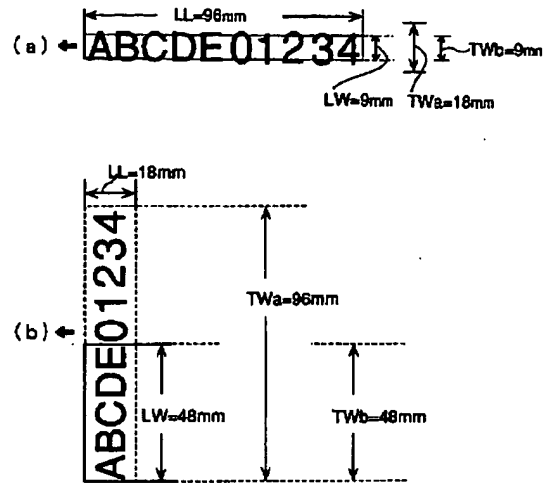 LL=96mm
(a) ABCDE01234 TWb=9mm
LW=9mm TWa=18mm
LL=18mm
ABCDE01234
TWa=96mm
(b)
LW=48mm TWb=48mm